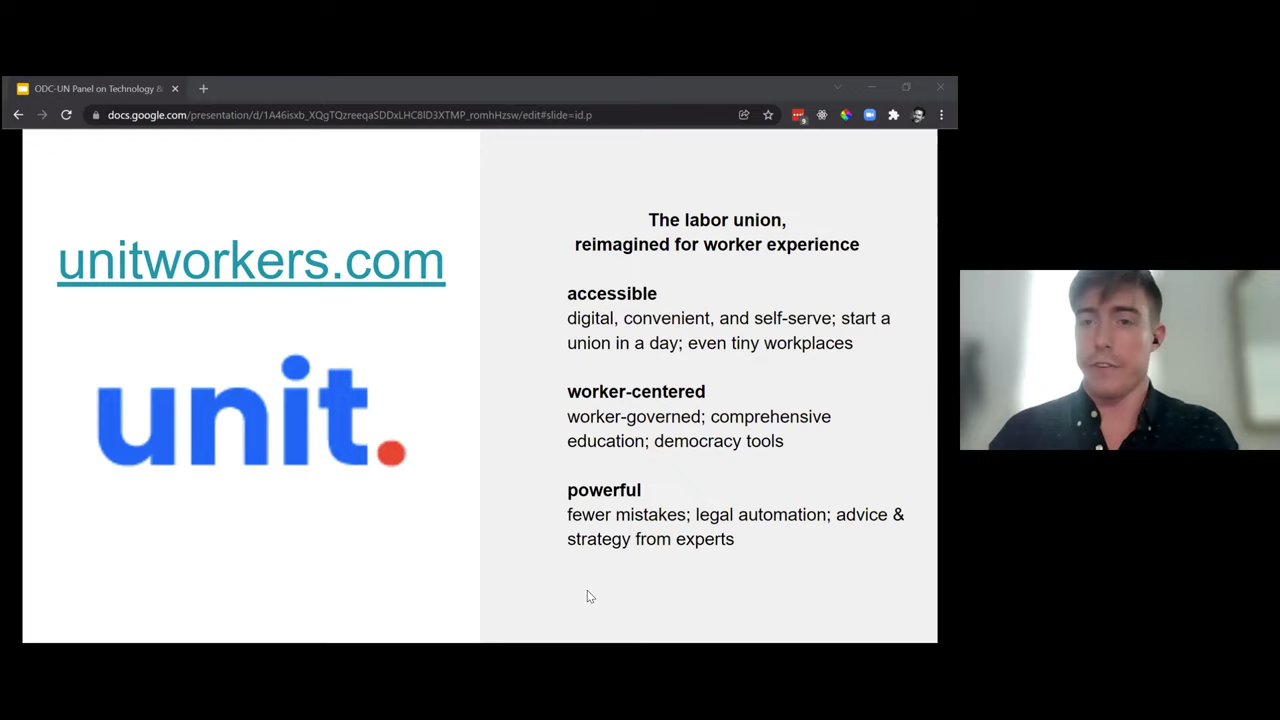 ODC-UN Panel on Technology &
docs.google.com/presentation/d/1A46isxb_XQgTQzreeqaSDDxLHC8lD3XTMP_romhHzsw/edit#slide=id.p
9
unitworkers.com
unit.
The labor union,
reimagined for worker experience
accessible
digital, convenient, and self-serve; start a
union in a day; even tiny workplaces
worker-centered
worker-governed; comprehensive
education; democracy tools
powerful
fewer mistakes; legal automation; advice &
strategy from experts